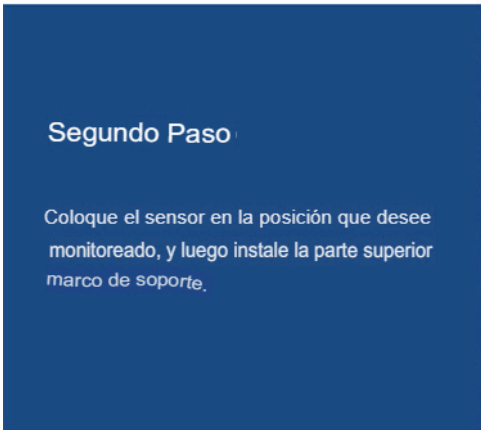 Segundo Paso
Coloque el sensor en la posición que desee
monitoreado, y luego instale la parte superior
marco de soporte.